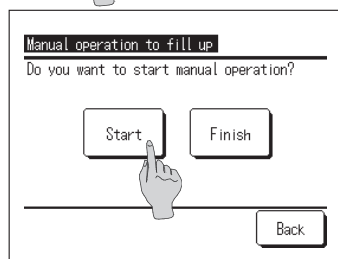 Manual operation to fill up
Do you want to start manual operation?
Start
Finish
Back